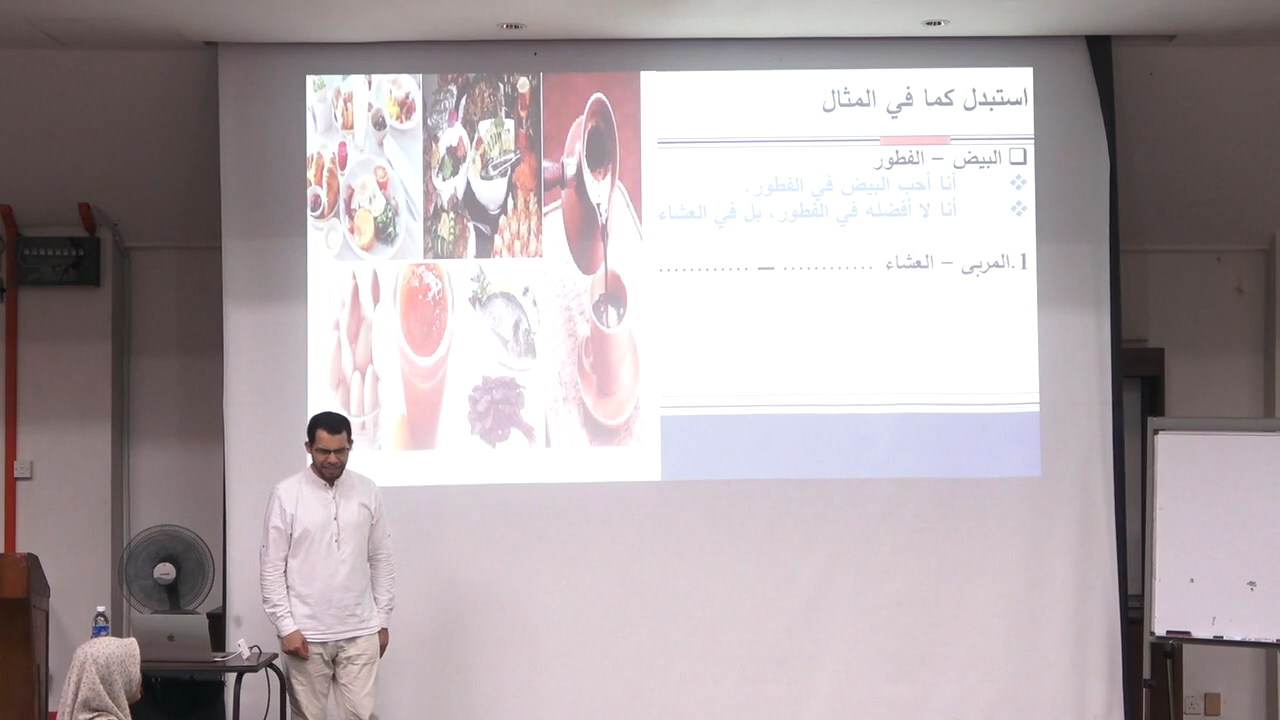 استبدل كما في المثال
❑ البيض – الفطور
❖ أنا أحب البيض في الفطور.
❖ أنا لا أفضله في الفطور، بل في العشاء
1.المربى – العشاء ............ – ............